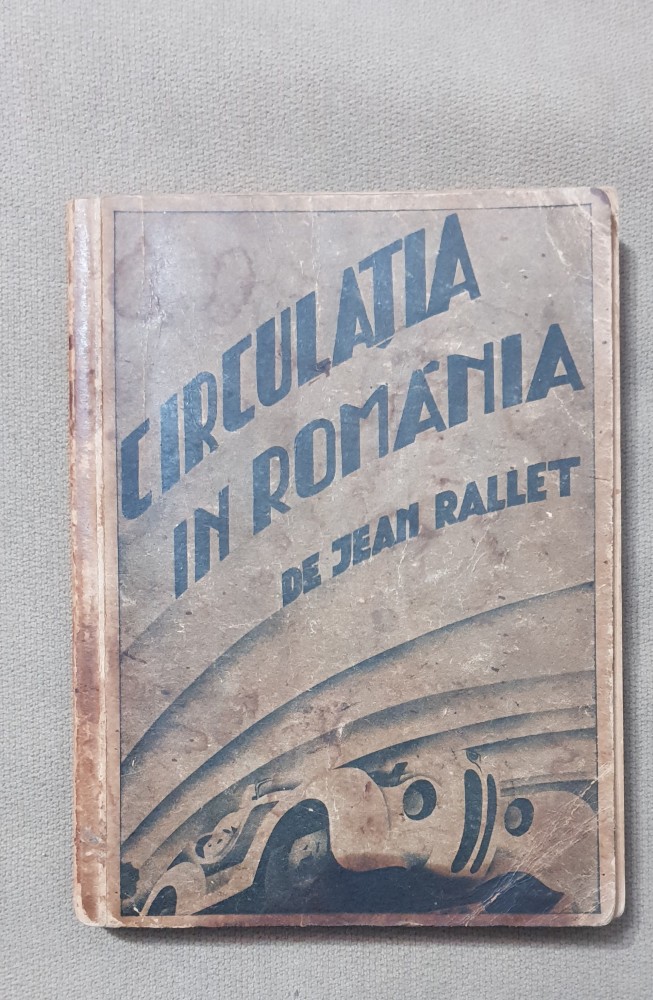 CIRCULATIA
IN ROMÂNIA
DE JEAN RALLET